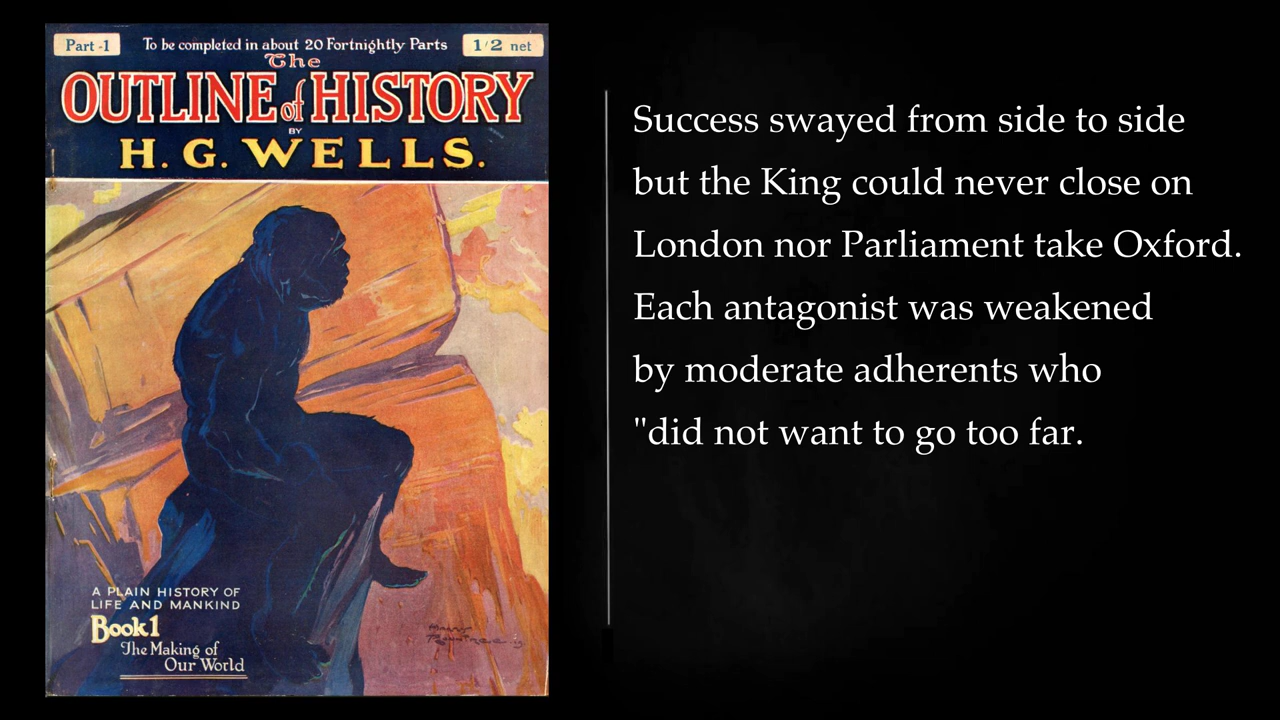 Part -1
To be completed in about 20 Fortnightly Parts
1/2 net
The
OUTLINE of HISTORY
BY
H. G. WELLS.
A PLAIN HISTORY OF
LIFE AND MANKIND
Book 1
The Making of
Our World
Success swayed from side to side
but the King could never close on
London nor Parliament take Oxford.
Each antagonist was weakened
by moderate adherents who
"did not want to go too far.